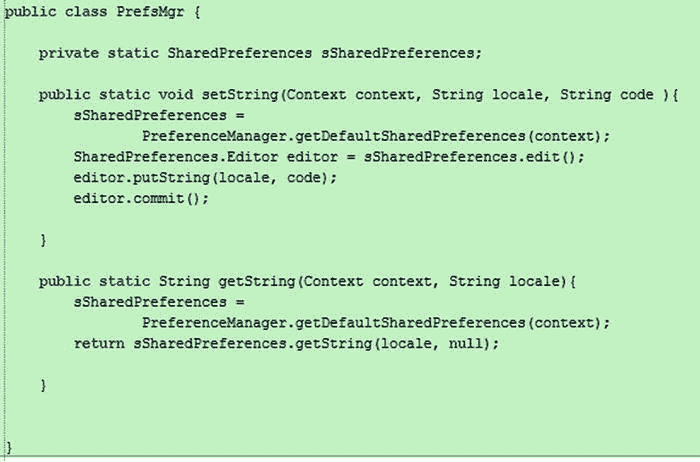 public class PrefsMgr {
private static SharedPreferences sSharedPreferences;
public static void setString(Context context, String locale, String code ){
sSharedPreferences =
PreferenceManager.getDefaultSharedPreferences(context);
SharedPreferences.Editor editor = sSharedPreferences.edit();
editor.putString(locale, code);
editor.commit();
}
public static String getString(Context context, String locale){
sSharedPreferences =
PreferenceManager.getDefaultSharedPreferences(context);
return sSharedPreferences.getString(locale, null);
}
}